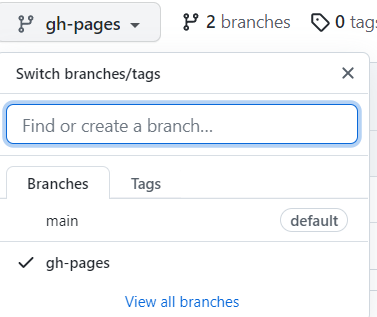 gh-pages 2 branches 0 tags
Switch branches/tags
Find or create a branch...
Branches Tags
main default
gh-pages
View all branches